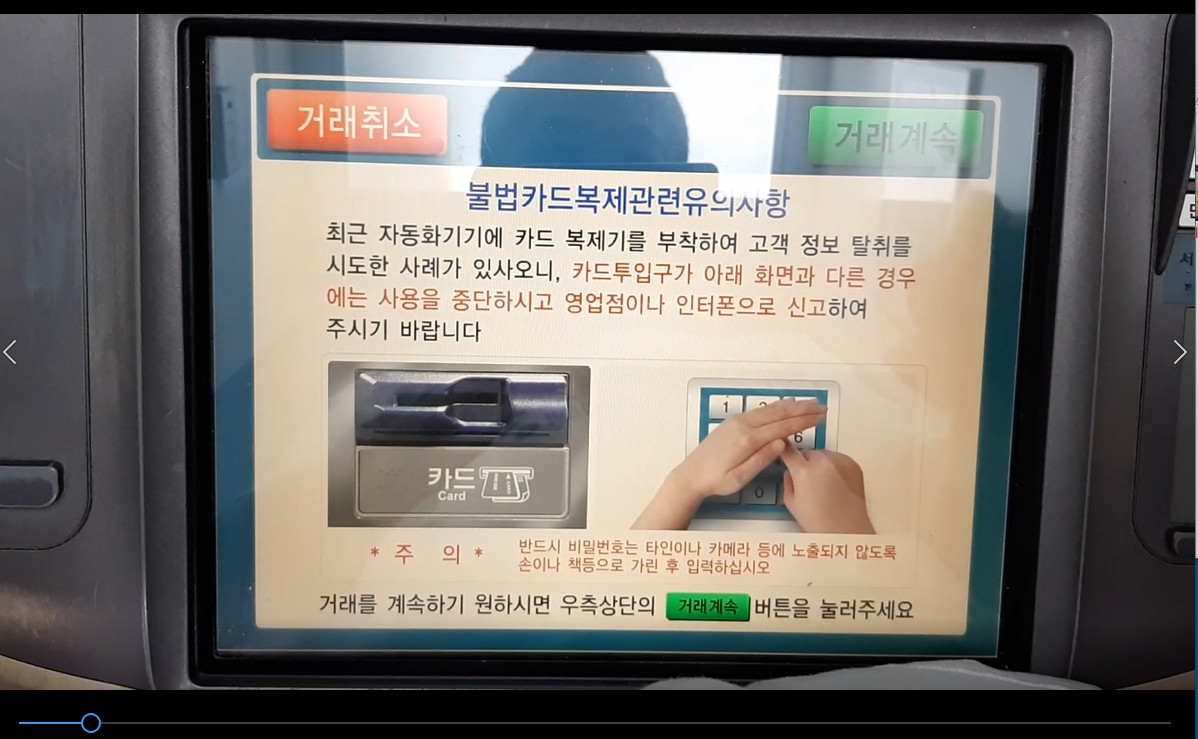 거래취소
거래계속
불법카드복제관련유의사항
최근 자동화기기에 카드 복제기를 부착하여 고객 정보 탈취를
시도한 사례가 있사오니, 카드투입구가 아래 화면과 다른 경우
에는 사용을 중단하시고 영업점이나 인터폰으로 신고하여
주시기 바랍니다
카드
Card
1
6
0
*주 의*
반드시 비밀번호는 타인이나 카메라 등에 노출되지 않도록
손이나 책등으로 가린 후 입력하십시오
거래를 계속하기 원하시면 우측상단의 거래계속 버튼을 눌러주세요